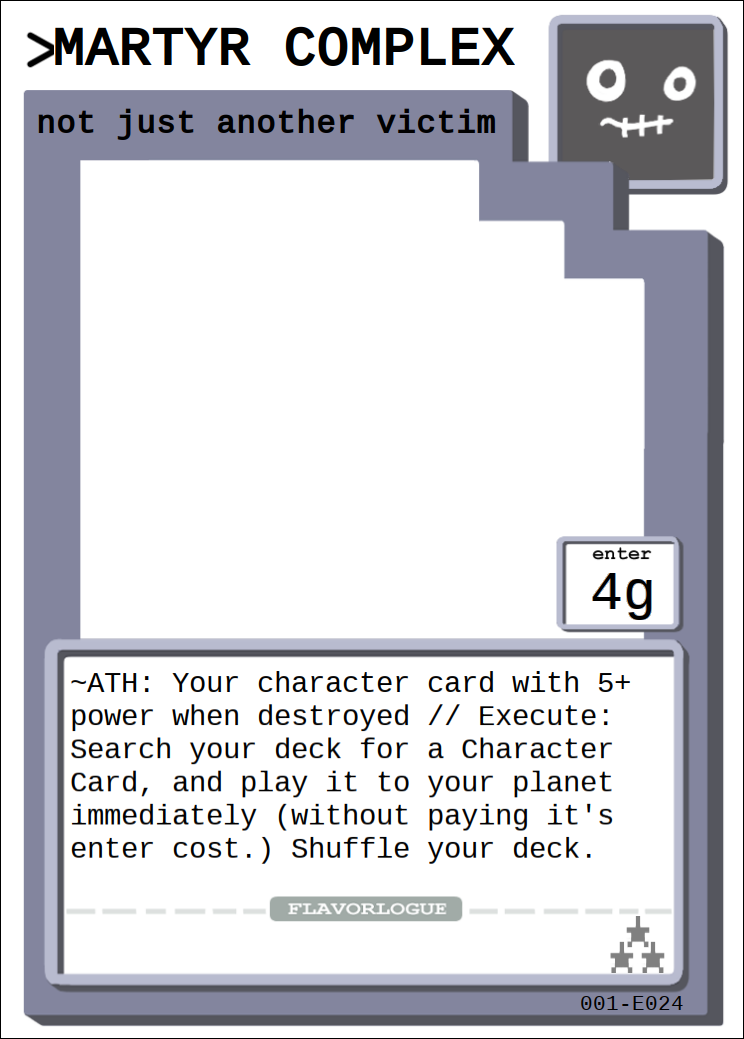 >MARTYR COMPLEX
not just another victim
enter
4g
~ATH: Your character card with 5+
power when destroyed // Execute:
Search your deck for a Character
Card, and play it to your planet
immediately (without paying it's
enter cost.) Shuffle your deck.
FLAVORLOGUE
001-E024